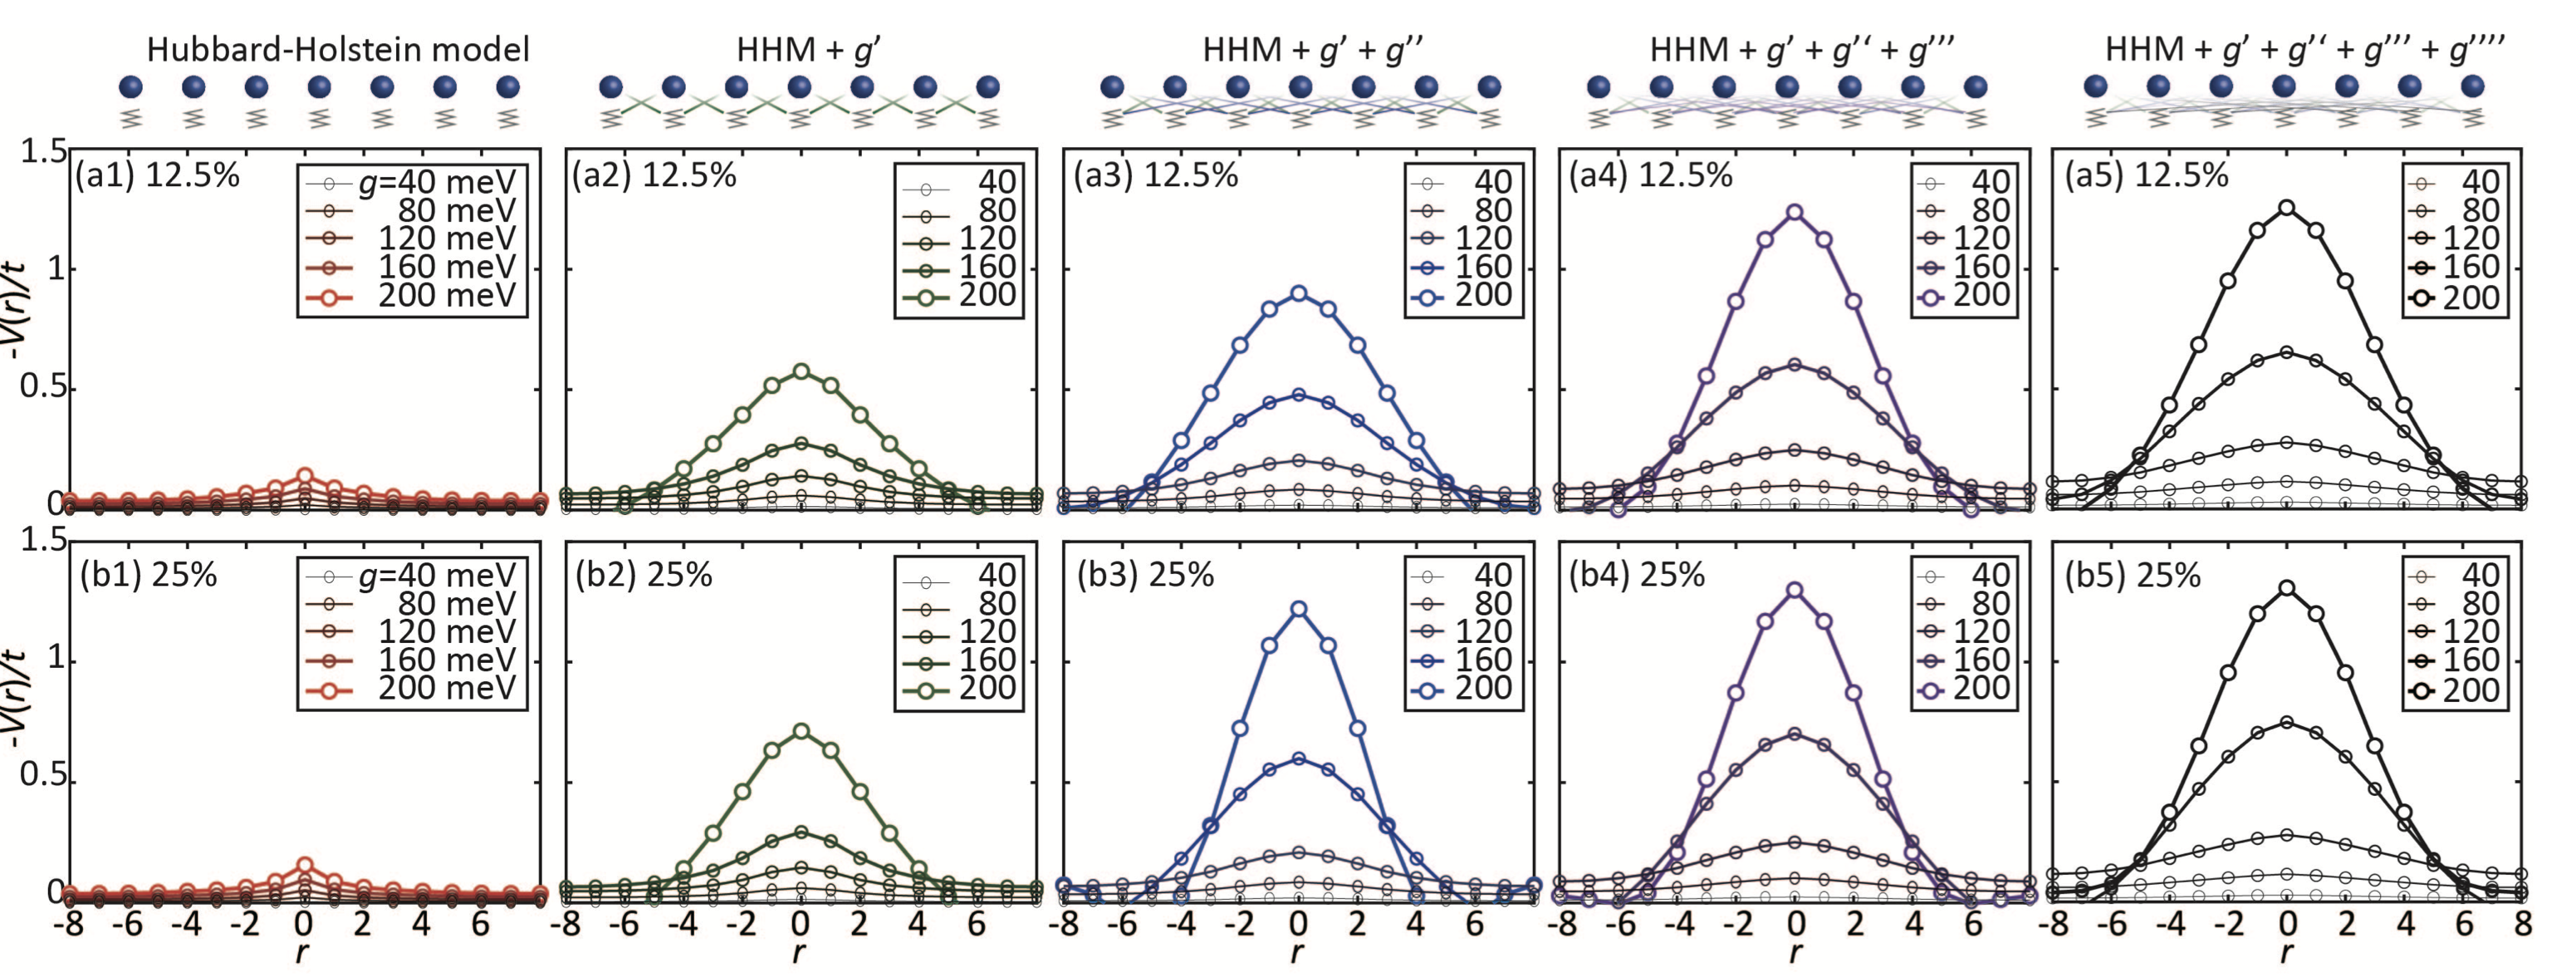 Hubbard-Holstein model
HHM + g’
HHM + g’ + g’’
HHM + g’ + g’‘ + g’’’
HHM + g’ + g’‘ + g’’’ + g’’’’
-V(r)/t
1.5
1
0.5
0
(a1) 12.5%
g=40 meV
80 meV
120 meV
160 meV
200 meV
(a2) 12.5%
40
80
120
160
200
(a3) 12.5%
40
80
120
160
200
(a4) 12.5%
40
80
120
160
200
(a5) 12.5%
40
80
120
160
200
-V(r)/t
1.5
1
0.5
0
(b1) 25%
g=40 meV
80 meV
120 meV
160 meV
200 meV
(b2) 25%
40
80
120
160
200
(b3) 25%
40
80
120
160
200
(b4) 25%
40
80
120
160
200
(b5) 25%
40
80
120
160
200
-8 -6 -4 -2 0 2 4 6 -8 -6 -4 -2 0 2 4 6 -8 -6 -4 -2 0 2 4 6 -8 -6 -4 -2 0 2 4 6 -8 -6 -4 -2 0 2 4 6 8
r r r r r